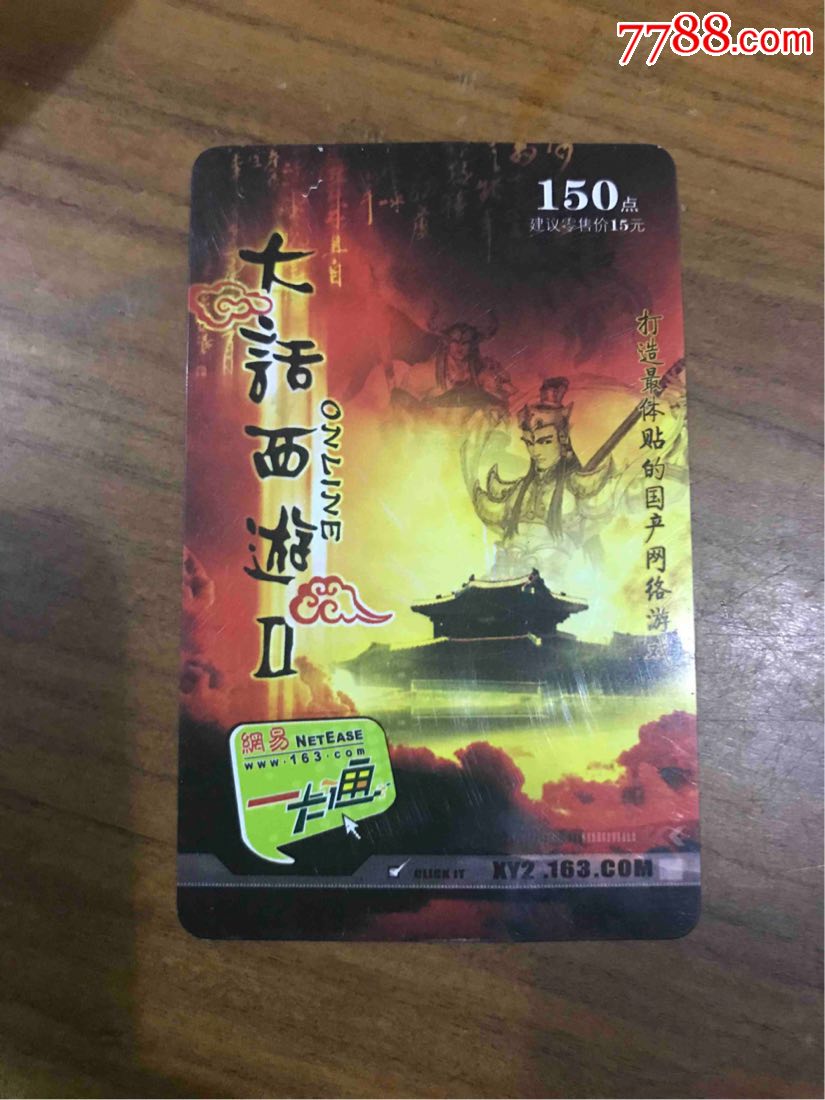 7788.com
150点
建议零售价15元
大話西遊II
ONLINE
打造最体贴的国产网络游戏
網易 NETEASE
www.163.com
一卡通
CLICK IT
XY2 .163.COM